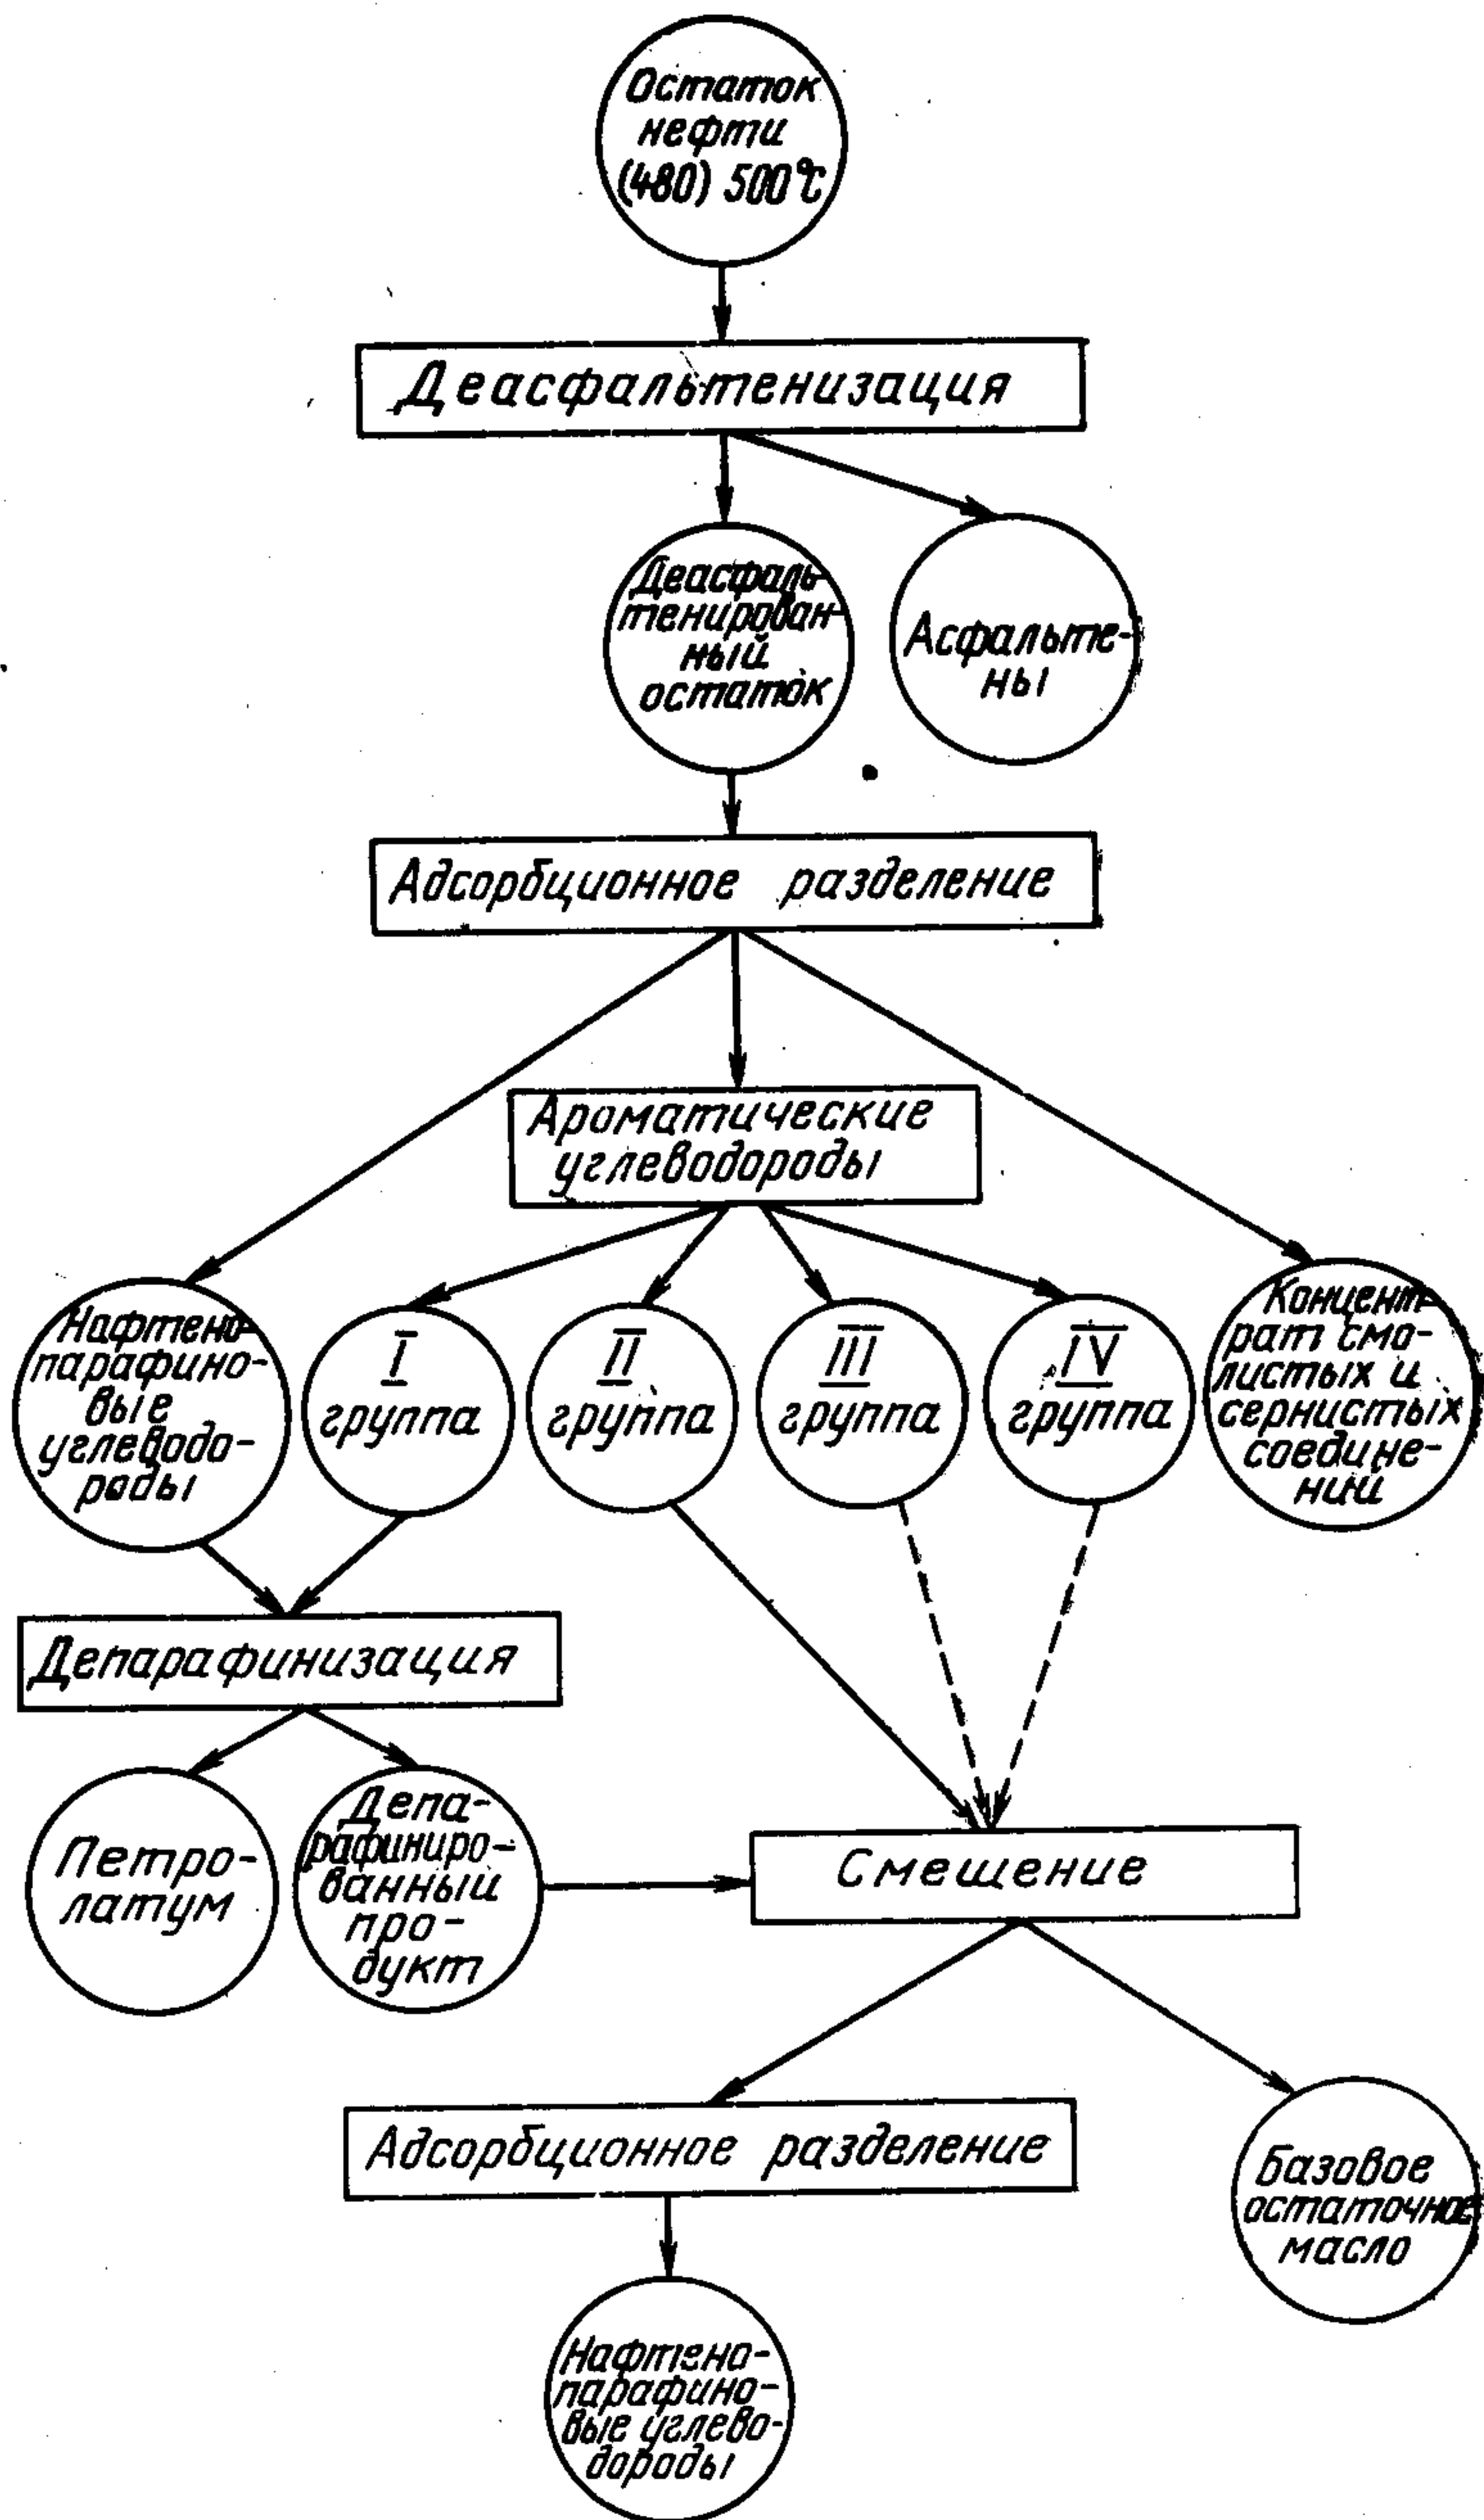 Остаток
нефти
(480) 500°C
Деасфальтенизация
Деасфаль-
тенирован-
ный
остаток
Асфальте-
ны
Адсорбционное разделение
Ароматические
углеводороды
Нафтено-
парафино-
вые
углеводо-
роды
I
группа
II
группа
III
группа
IV
группа
Концент-
рат смо-
листых и
сернистых
соедине-
ний
Депарафинизация
Петро-
латум
Депа-
рафиниро-
ванный
про-
дукт
Смещение
Адсорбционное разделение
Базовое
остаточное
масло
Нафтено-
парафино-
вые углево-
дороды